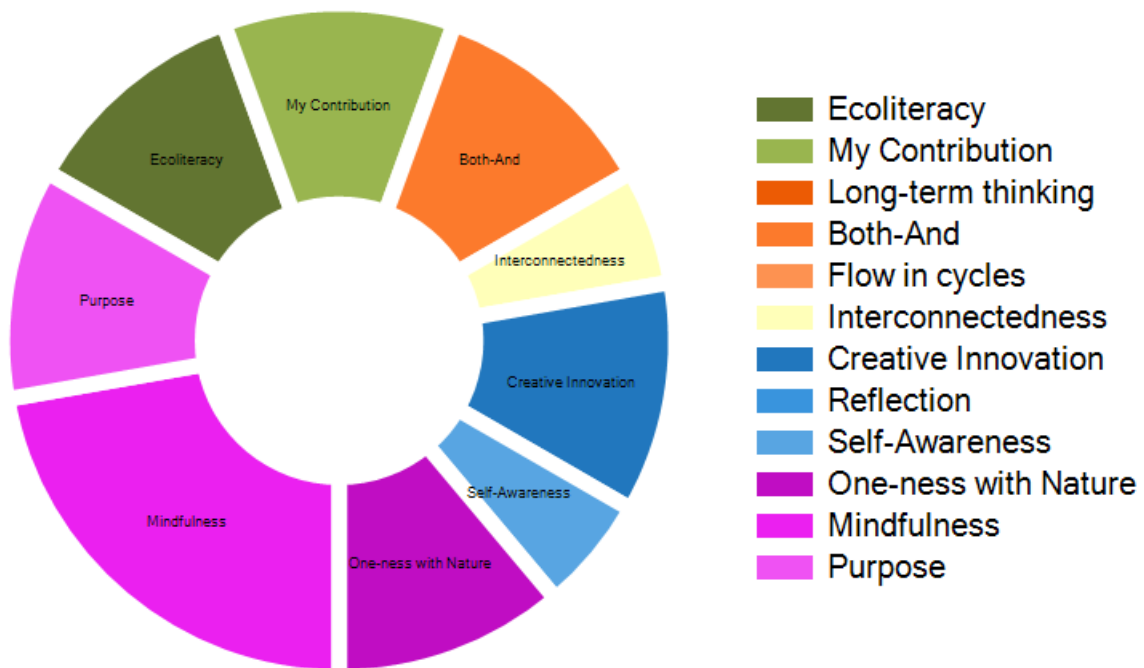 My Contribution
Ecoliteracy
Both-And
Interconnectedness
Purpose
Creative Innovation
Self-Awareness
Mindfulness
One-ness with Nature
Ecoliteracy
My Contribution
Long-term thinking
Both-And
Flow in cycles
Interconnectedness
Creative Innovation
Reflection
Self-Awareness
One-ness with Nature
Mindfulness
Purpose